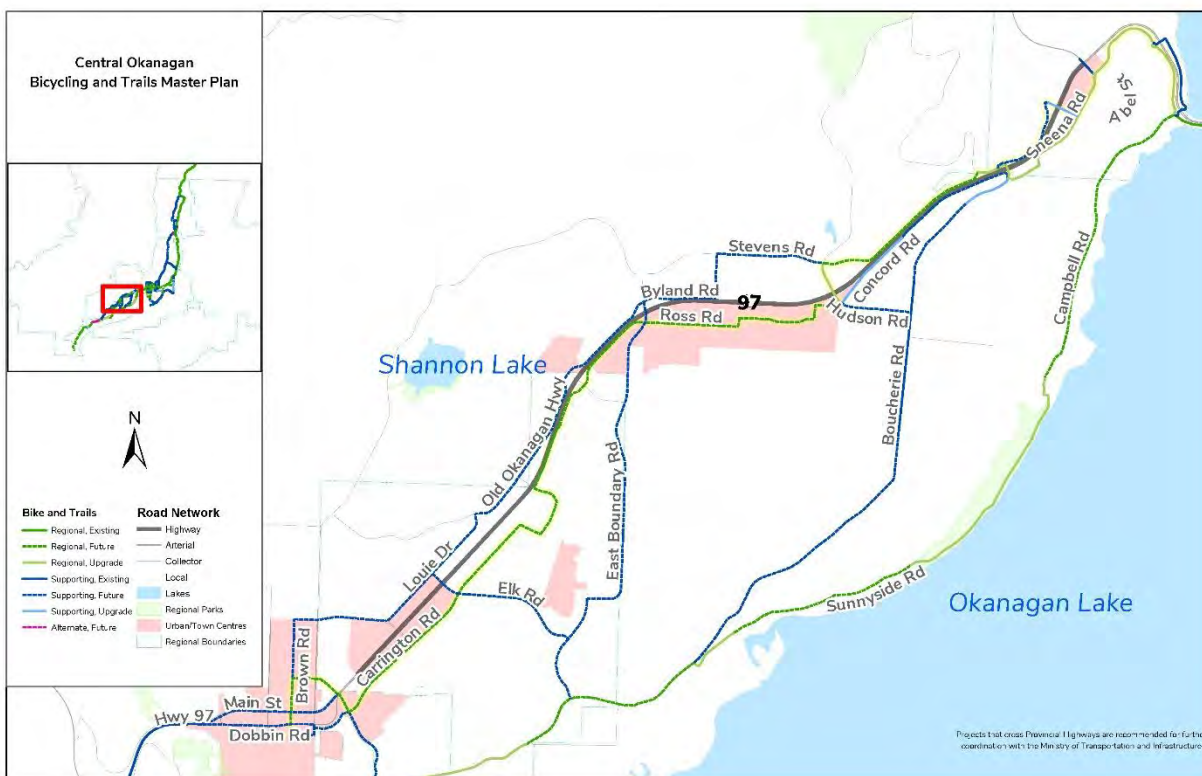 Central Okanagan
Bicycling and Trails Master Plan
N
Bike and Trails
Regional, Existing
Regional, Future
Regional, Upgrade
Supporting, Existing
Supporting, Future
Supporting, Upgrade
Alternate, Future
Road Network
Highway
Arterial
Collector
Local
Lakes
Regional Parks
Urban/Town Centres
Regional Boundaries
Abel St
Sneena Rd
Stevens Rd
Concord Rd
Campbell Rd
Byland Rd
97
Hudson Rd
Ross Rd
Shannon Lake
Boucherie Rd
Old Okanagan Hwy
East Boundary Rd
Louie Dr
Elk Rd
Sunnyside Rd
Okanagan Lake
Carrington Rd
Brown Rd
Main St
Hwy 97
Dobbin Rd
Projects that cross Provincial Highways are recommended for furthe
coordination with the Ministry of Transportation and Infrastructure